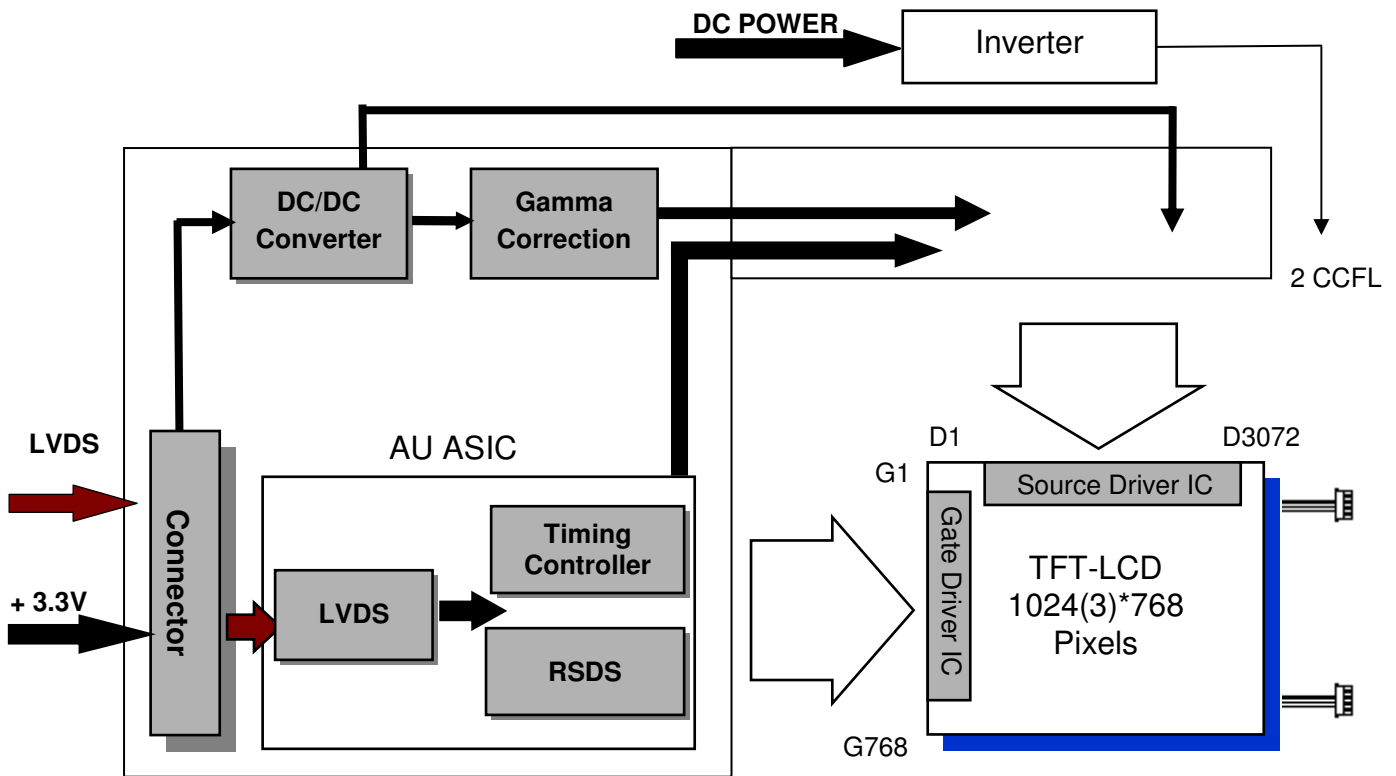 DC POWER
Inverter
DC/DC
Converter
Gamma
Correction
2 CCFL
LVDS
+ 3.3V
Connector
AU ASIC
LVDS
Timing
Controller
RSDS
D1
D3072
G1
G768
Source Driver IC
Gate Driver IC
TFT-LCD
1024(3)*768
Pixels